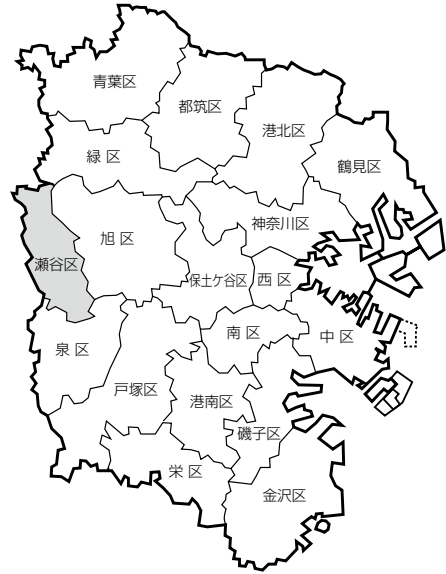 青葉区
都筑区
港北区
緑 区
鶴見区
神奈川区
旭 区
瀬谷区
保土ケ谷区
西 区
泉 区
南 区
中 区
戸塚区
港南区
磯子区
栄 区
金沢区